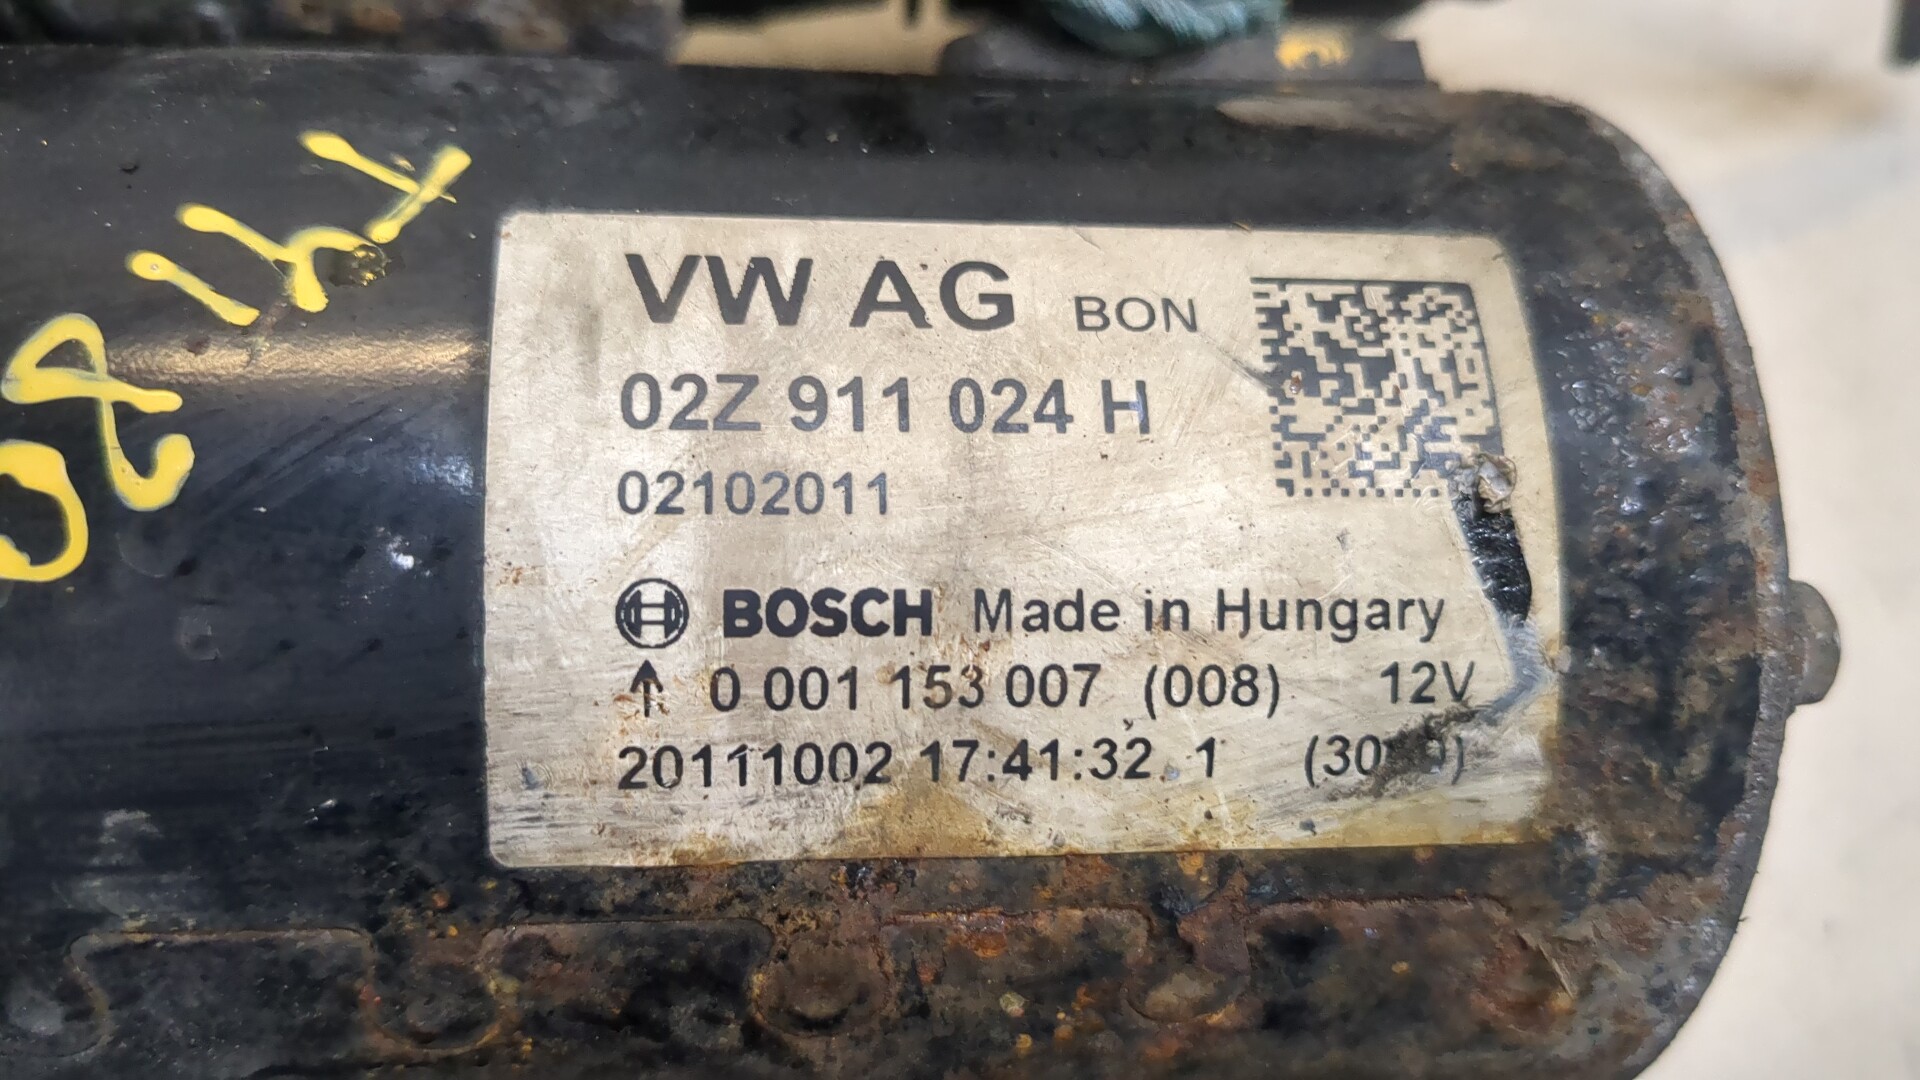 VW AG BON
02Z 911 024 H
02102011
BOSCH Made in Hungary
↑ 0 001 153 007 (008) 12V
20111002 17:41:32 1